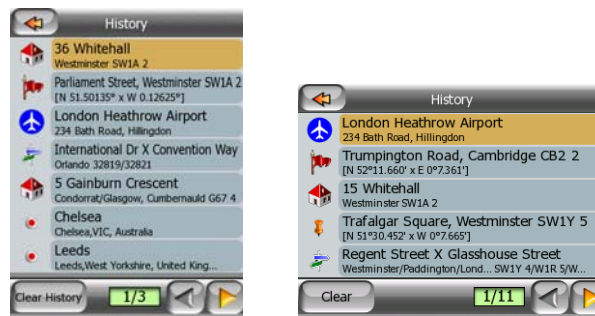 History
36 Whitehall
Westminster SW1A 2
Parliament Street, Westminster SW1A 2
[N 51.50135° x W 0.12625°]
London Heathrow Airport
234 Bath Road, Hillingdon
International Dr X Convention Way
Orlando 32819/32821
5 Gainburn Crescent
Condorrat/Glasgow, Cumbernauld G67 4
Chelsea
Chelsea,VIC, Australia
Leeds
Leeds,West Yorkshire, United King...
Clear History
1/3
History
London Heathrow Airport
234 Bath Road, Hillingdon
Trumpington Road, Cambridge CB2 2
[N 52°11.660' x E 0°7.361']
15 Whitehall
Westminster SW1A 2
Trafalgar Square, Westminster SW1Y 5
[N 51°30.452' x W 0°7.665']
Regent Street X Glasshouse Street
Westminster/Paddington/Lond... SW1Y 4/W1R 5/W...
Clear
1/11